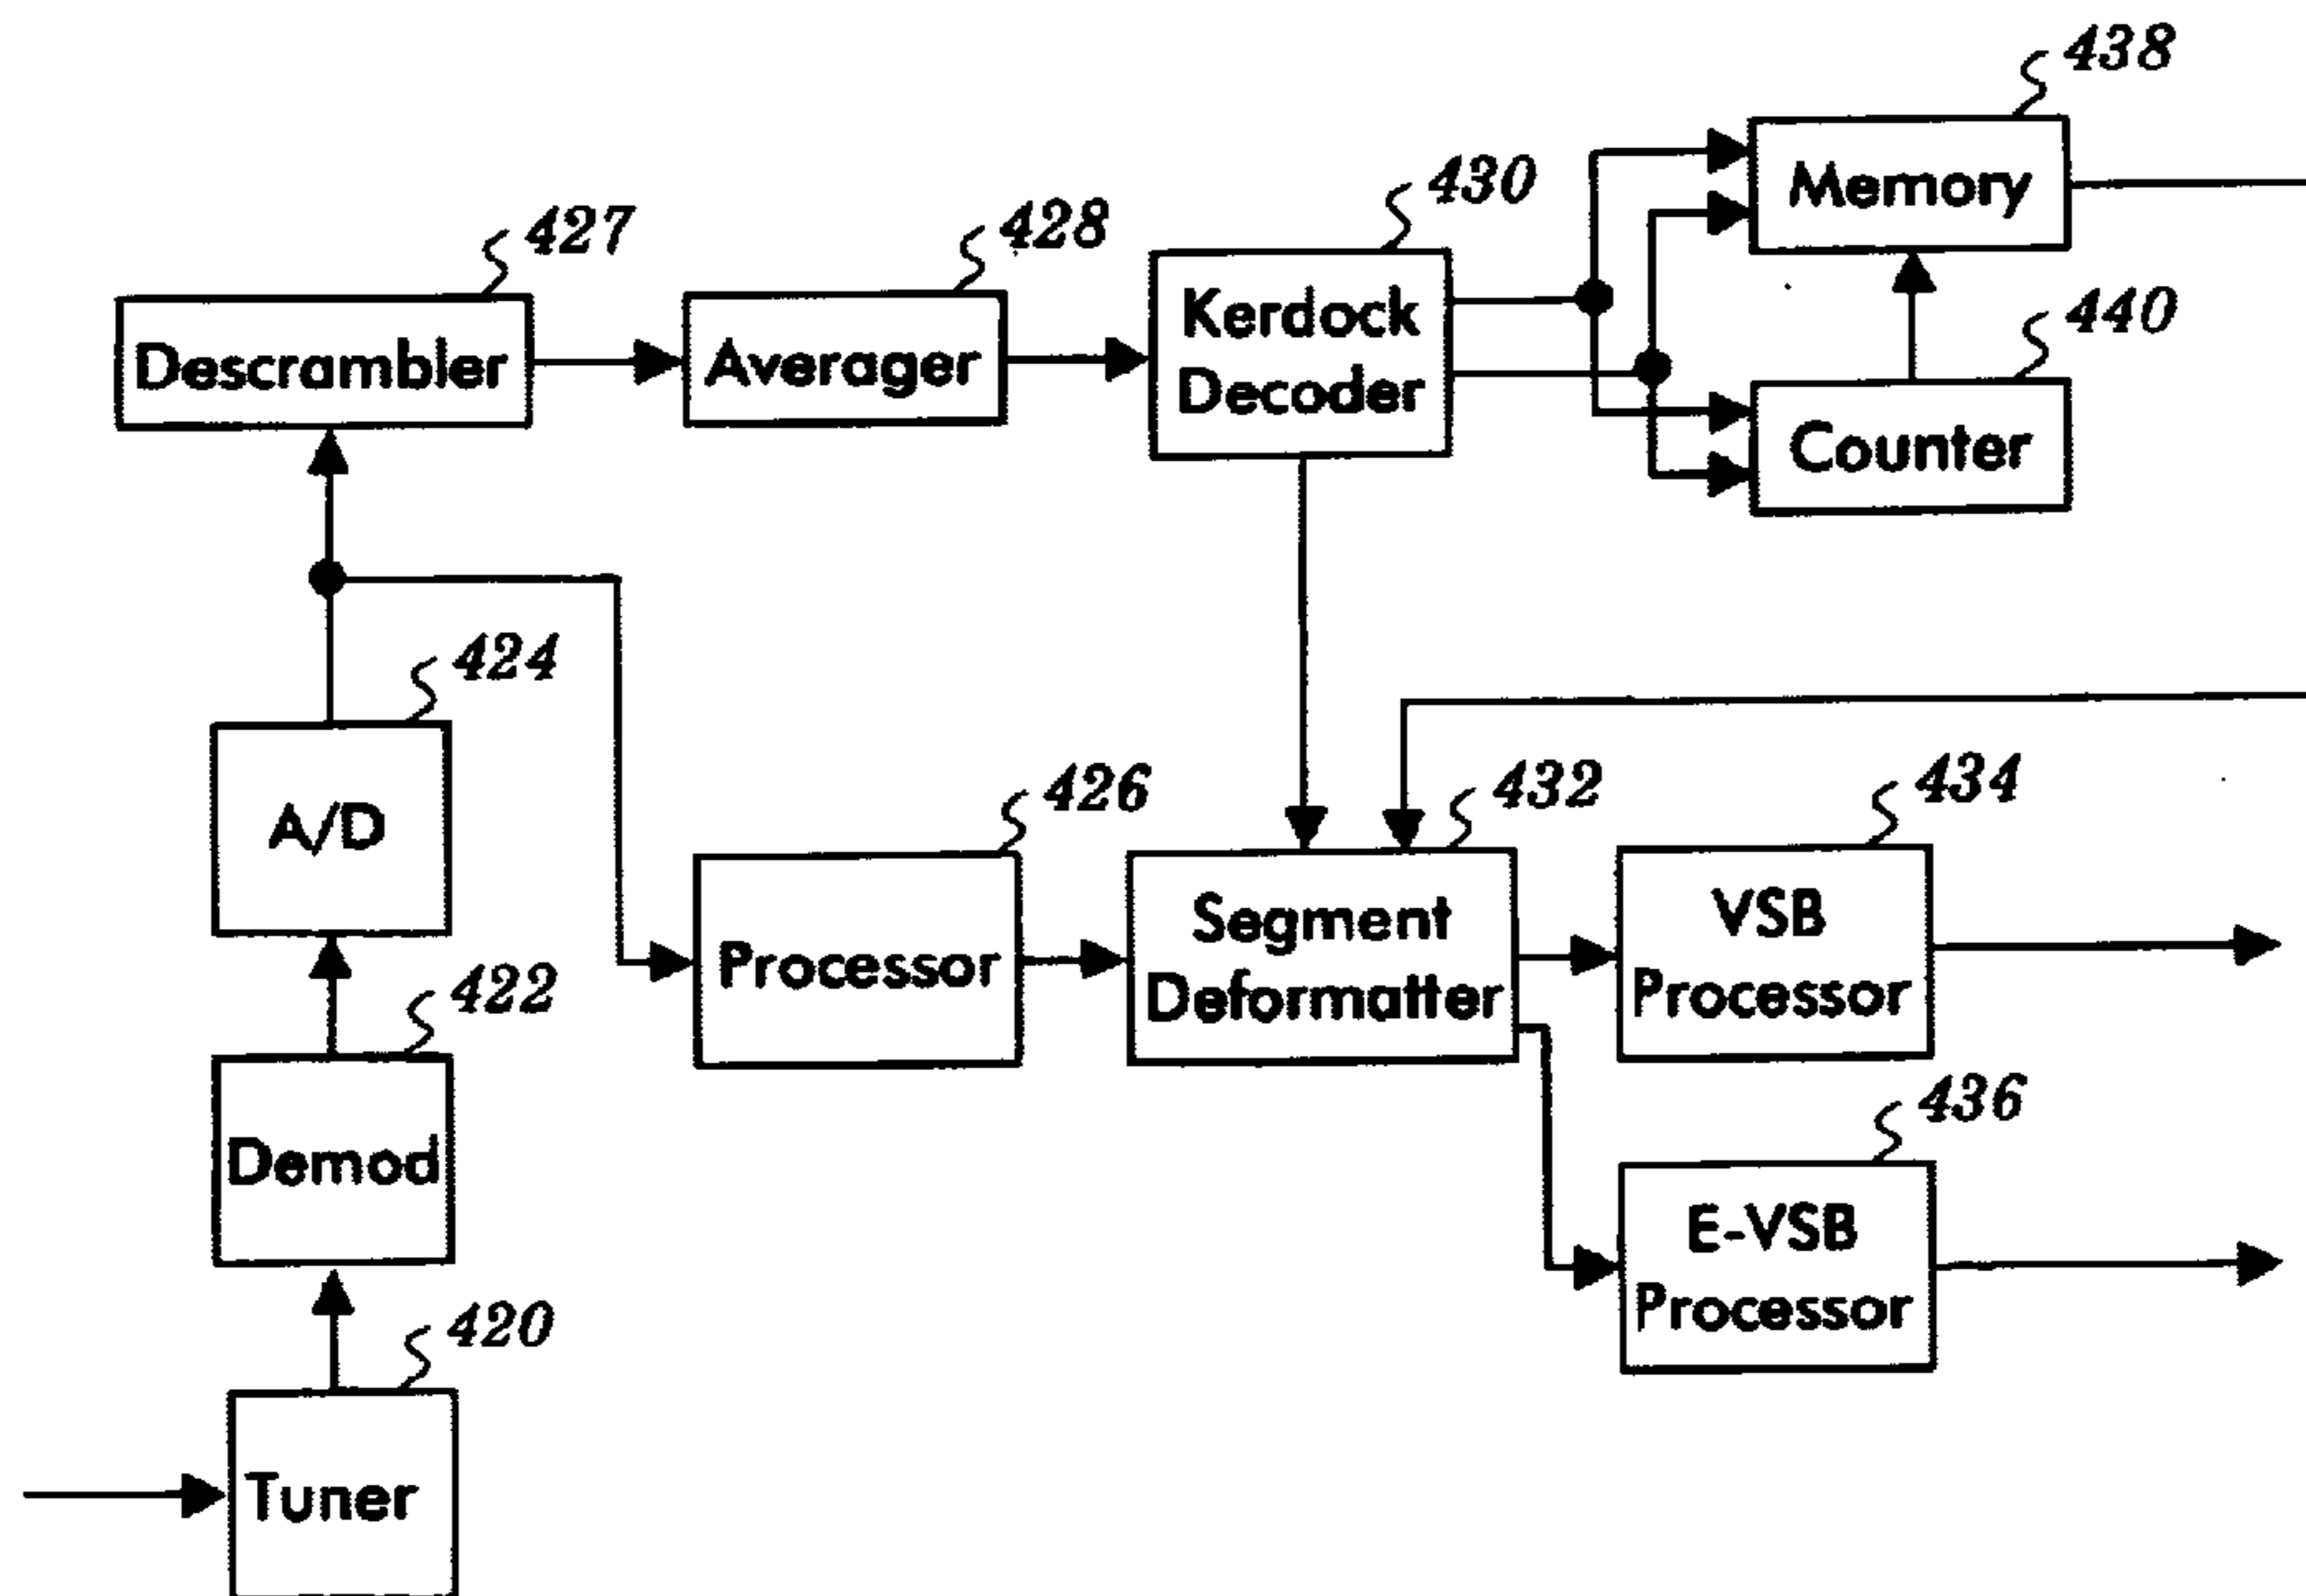 438
Memory
430
427
428
Kerdock
Decoder
440
Descrambler
Averager
Counter
424
A/D
426
432
434
Processor
Segment
Deformatter
VSB
Processor
422
Demod
436
E-VSB
Processor
420
Tuner